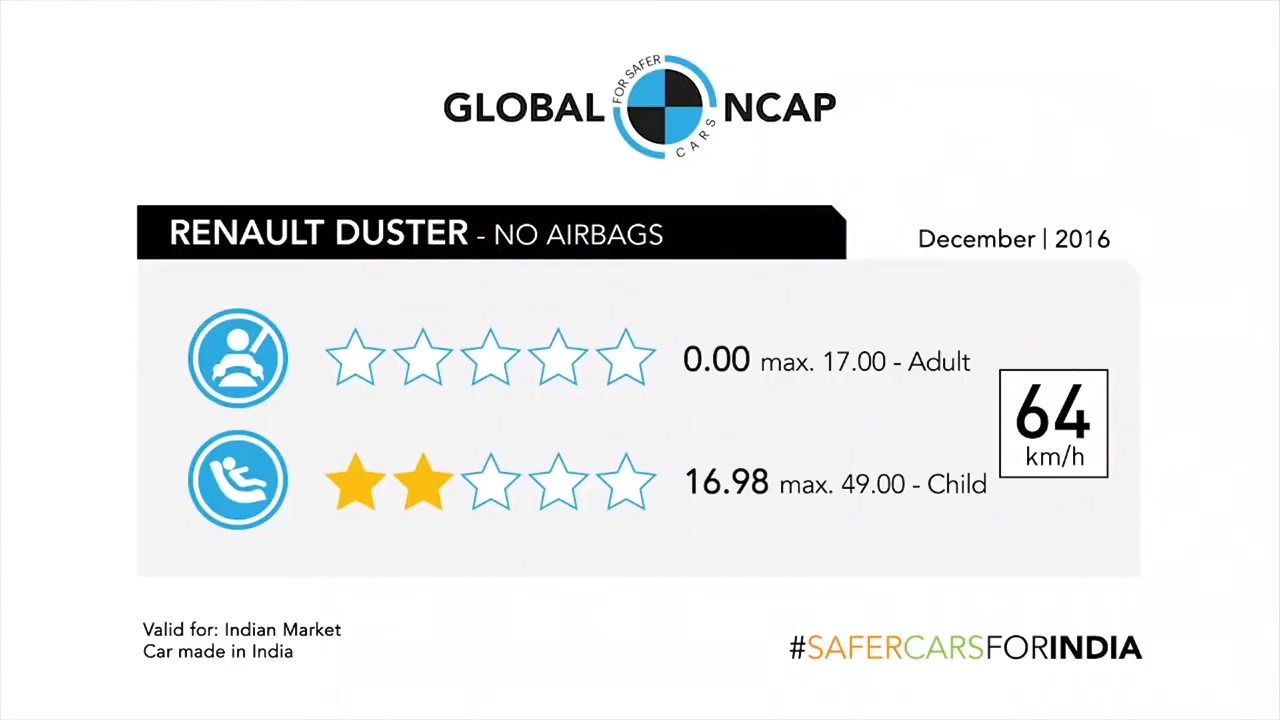 GLOBAL FOR SAFER CARS NCAP
RENAULT DUSTER - NO AIRBAGS
December | 2016
0.00 max. 17.00 - Adult
64
km/h
16.98 max. 49.00 - Child
Valid for: Indian Market
Car made in India
#SAFERCARSFORINDIA